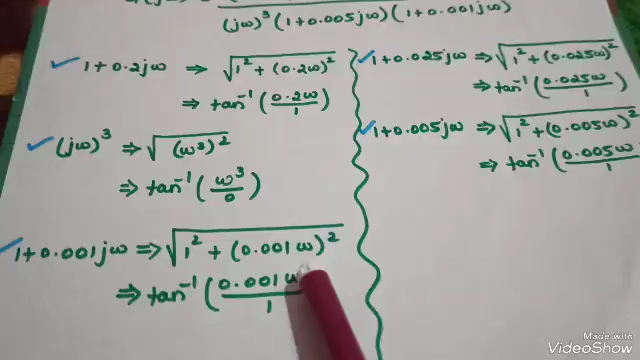 (jω)³ (1+0.005jω) (1+0.001jω)
1+0.2jω ⇒ √(1² + (0.2ω)²)
⇒ tan⁻¹ (0.2ω/1)
(jω)³ ⇒ √((ω³)²)
⇒ tan⁻¹ (ω³/0)
1+0.001jω ⇒ √(1² + (0.001ω)²)
⇒ tan⁻¹ (0.001ω/1
1+0.025jω ⇒ √(1² + (0.025ω)²)
⇒ tan⁻¹ (0.025ω/1)
1+0.005jω ⇒ √(1² + (0.005ω)²)
⇒ tan⁻¹ (0.005ω/1
Made with
VideoShow